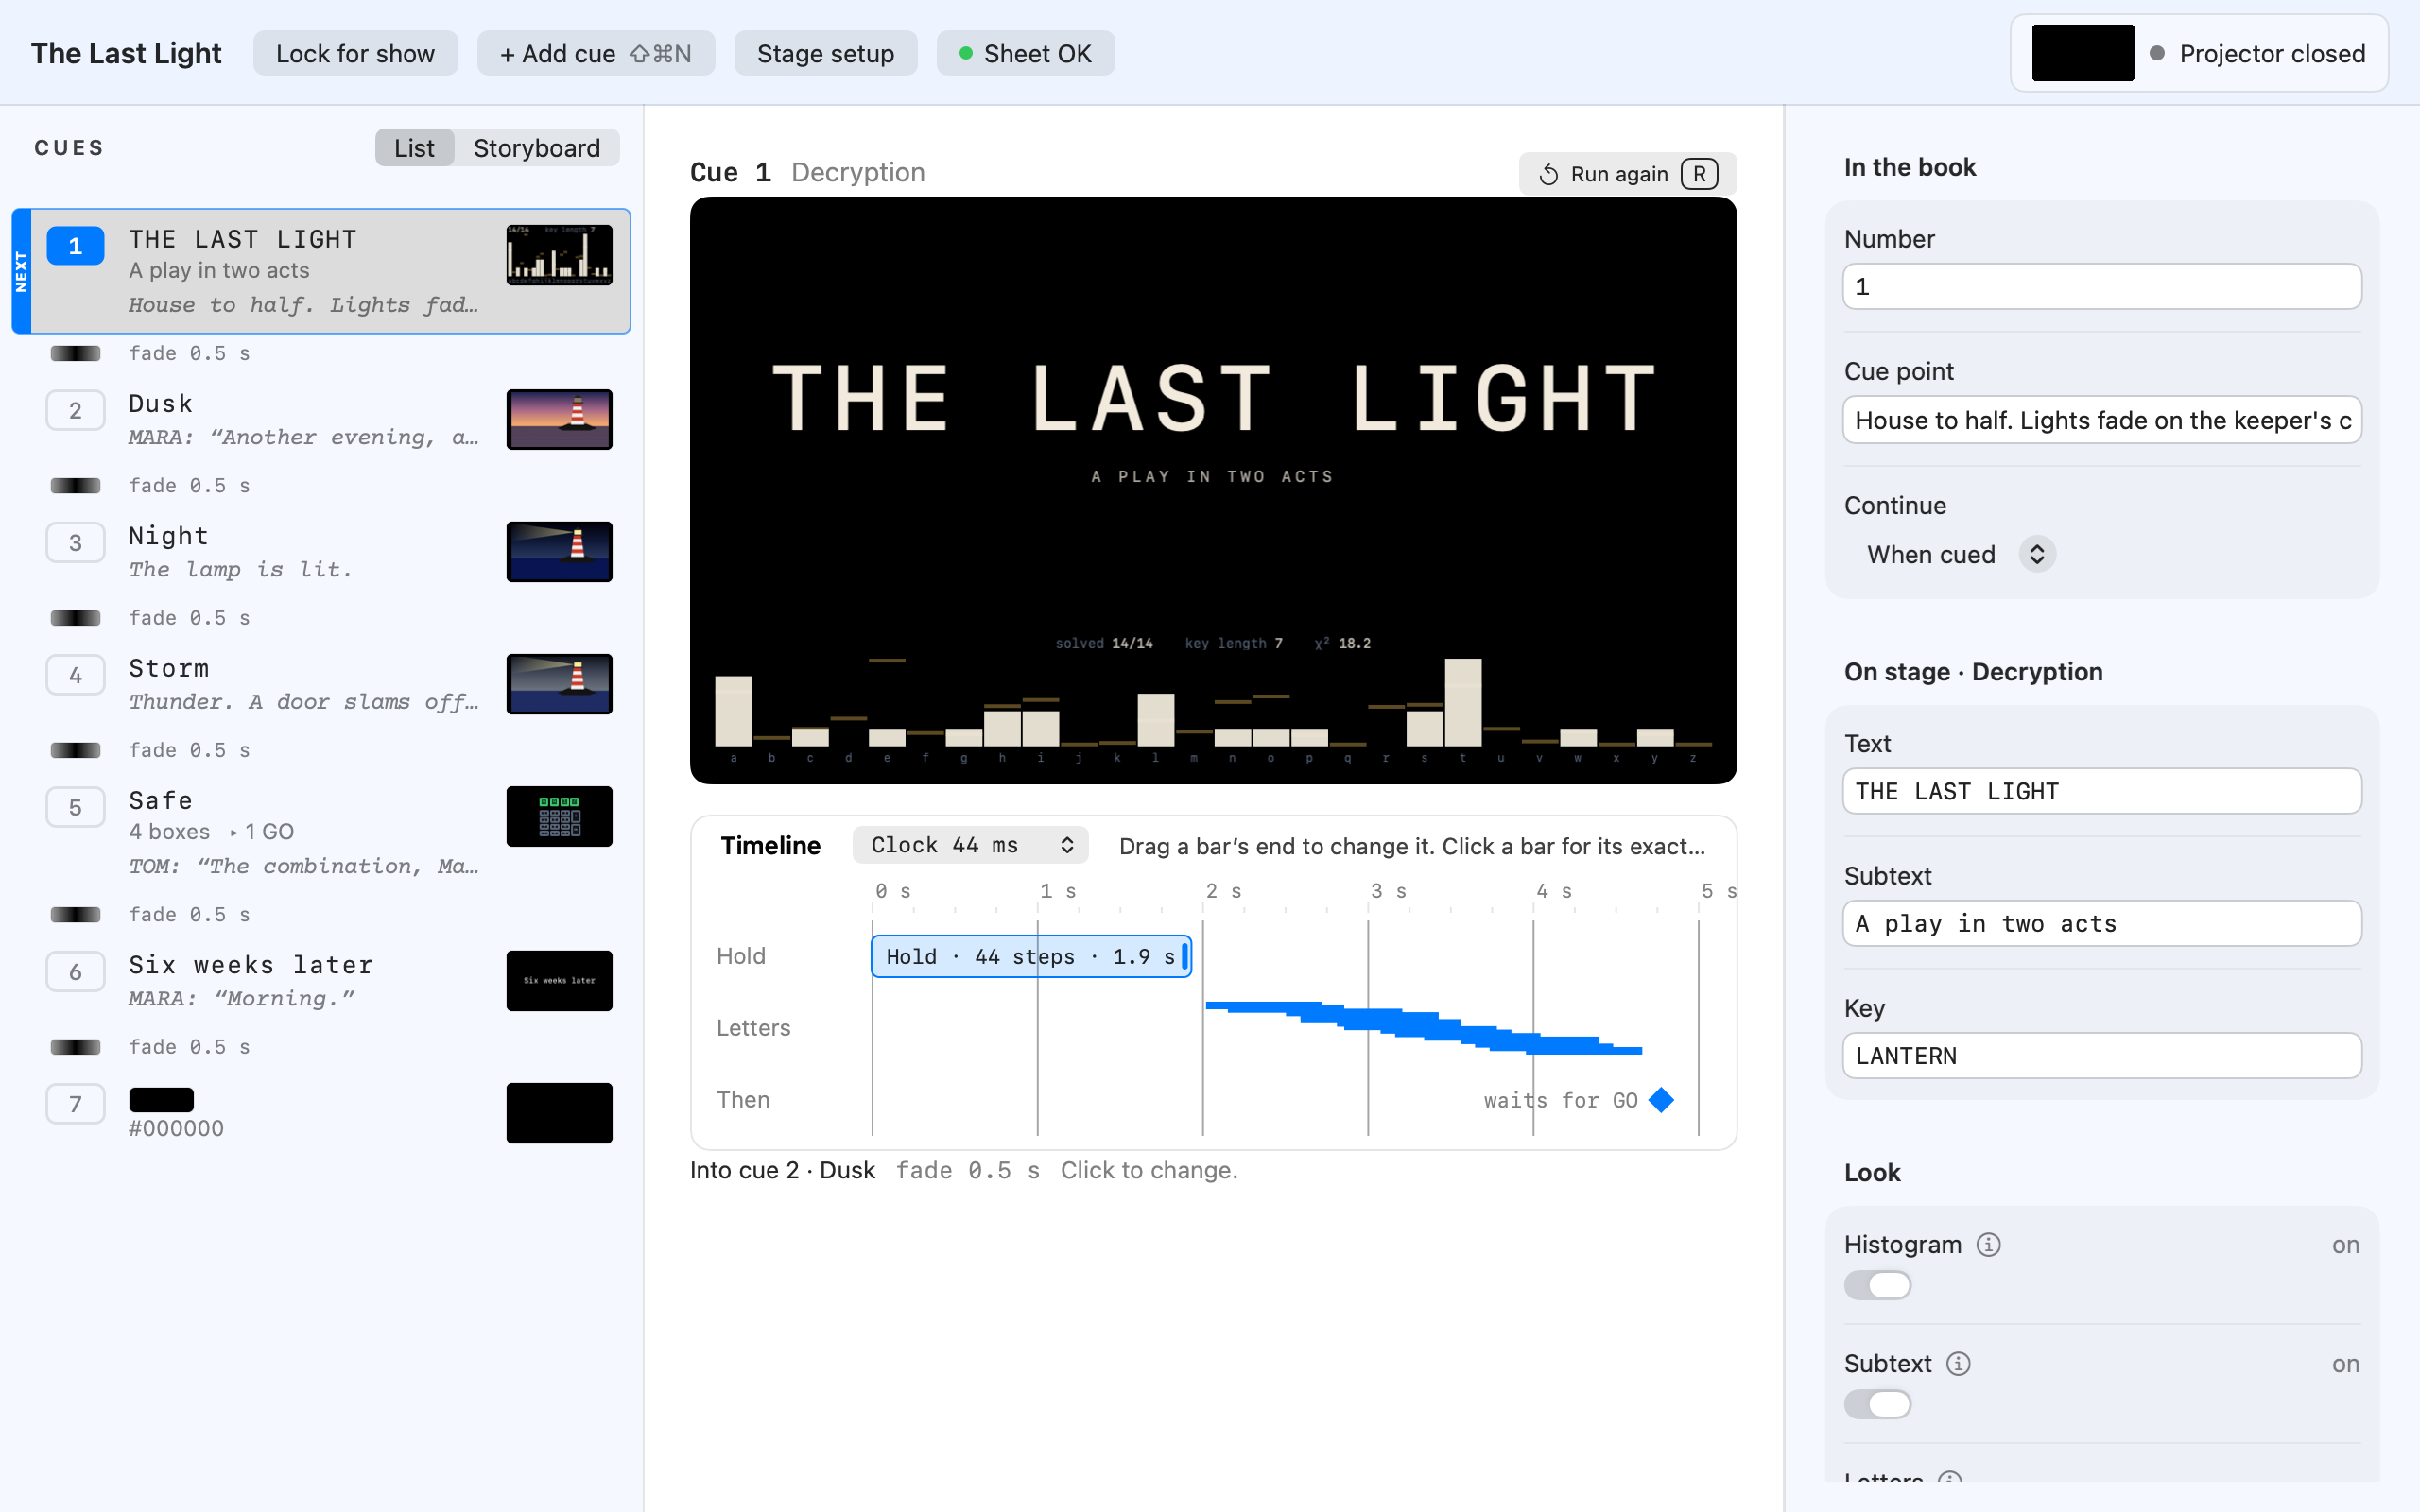 The Last Light
Lock for show
+ Add cue ⇧⌘N
Stage setup
Sheet OK
Projector closed
CUES
List
Storyboard
NEXT
1
THE LAST LIGHT
A play in two acts
House to half. Lights fad…
fade 0.5 s
2
Dusk
MARA: “Another evening, a…
fade 0.5 s
3
Night
The lamp is lit.
fade 0.5 s
4
Storm
Thunder. A door slams off…
fade 0.5 s
5
Safe
4 boxes ▸ 1 GO
TOM: “The combination, Ma…
fade 0.5 s
6
Six weeks later
MARA: “Morning.”
Six weeks later
fade 0.5 s
7
#000000
Cue 1 Decryption
Run again R
THE LAST LIGHT
A PLAY IN TWO ACTS
solved 14/14 key length 7 χ² 18.2
a b c d e f g h i j k l m n o p q r s t u v w x y z
Timeline
Clock 44 ms
Drag a bar’s end to change it. Click a bar for its exact…
0 s 1 s 2 s 3 s 4 s 5 s
Hold
Hold · 44 steps · 1.9 s
Letters
Then
waits for GO
Into cue 2 · Dusk fade 0.5 s Click to change.
In the book
Number
1
Cue point
House to half. Lights fade on the keeper's c
Continue
When cued
On stage · Decryption
Text
THE LAST LIGHT
Subtext
A play in two acts
Key
LANTERN
Look
Histogram on
Subtext on
Letters